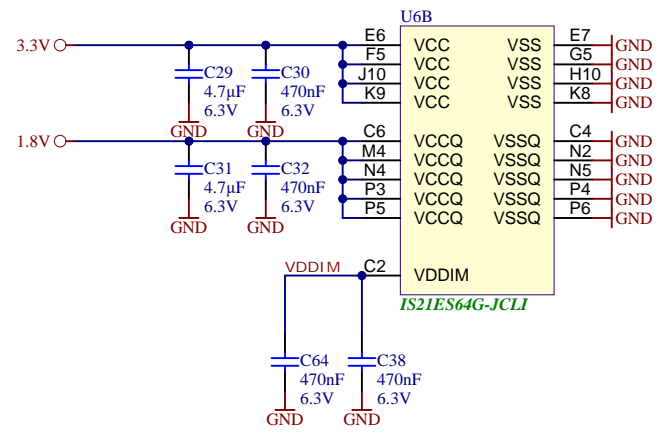 U6B
3.3V
E6 VCC VSS E7 GND
F5 VCC VSS G5 GND
J10 VCC VSS H10 GND
K9 VCC VSS K8 GND
C29
4.7µF
6.3V
GND
C30
470nF
6.3V
GND
1.8V
C6 VCCQ VSSQ C4 GND
M4 VCCQ VSSQ N2 GND
N4 VCCQ VSSQ N5 GND
P3 VCCQ VSSQ P4 GND
P5 VCCQ VSSQ P6 GND
C31
4.7µF
6.3V
GND
C32
470nF
6.3V
GND
VDDIM C2 VDDIM
IS21ES64G-JCLI
C64
470nF
6.3V
GND
C38
470nF
6.3V
GND